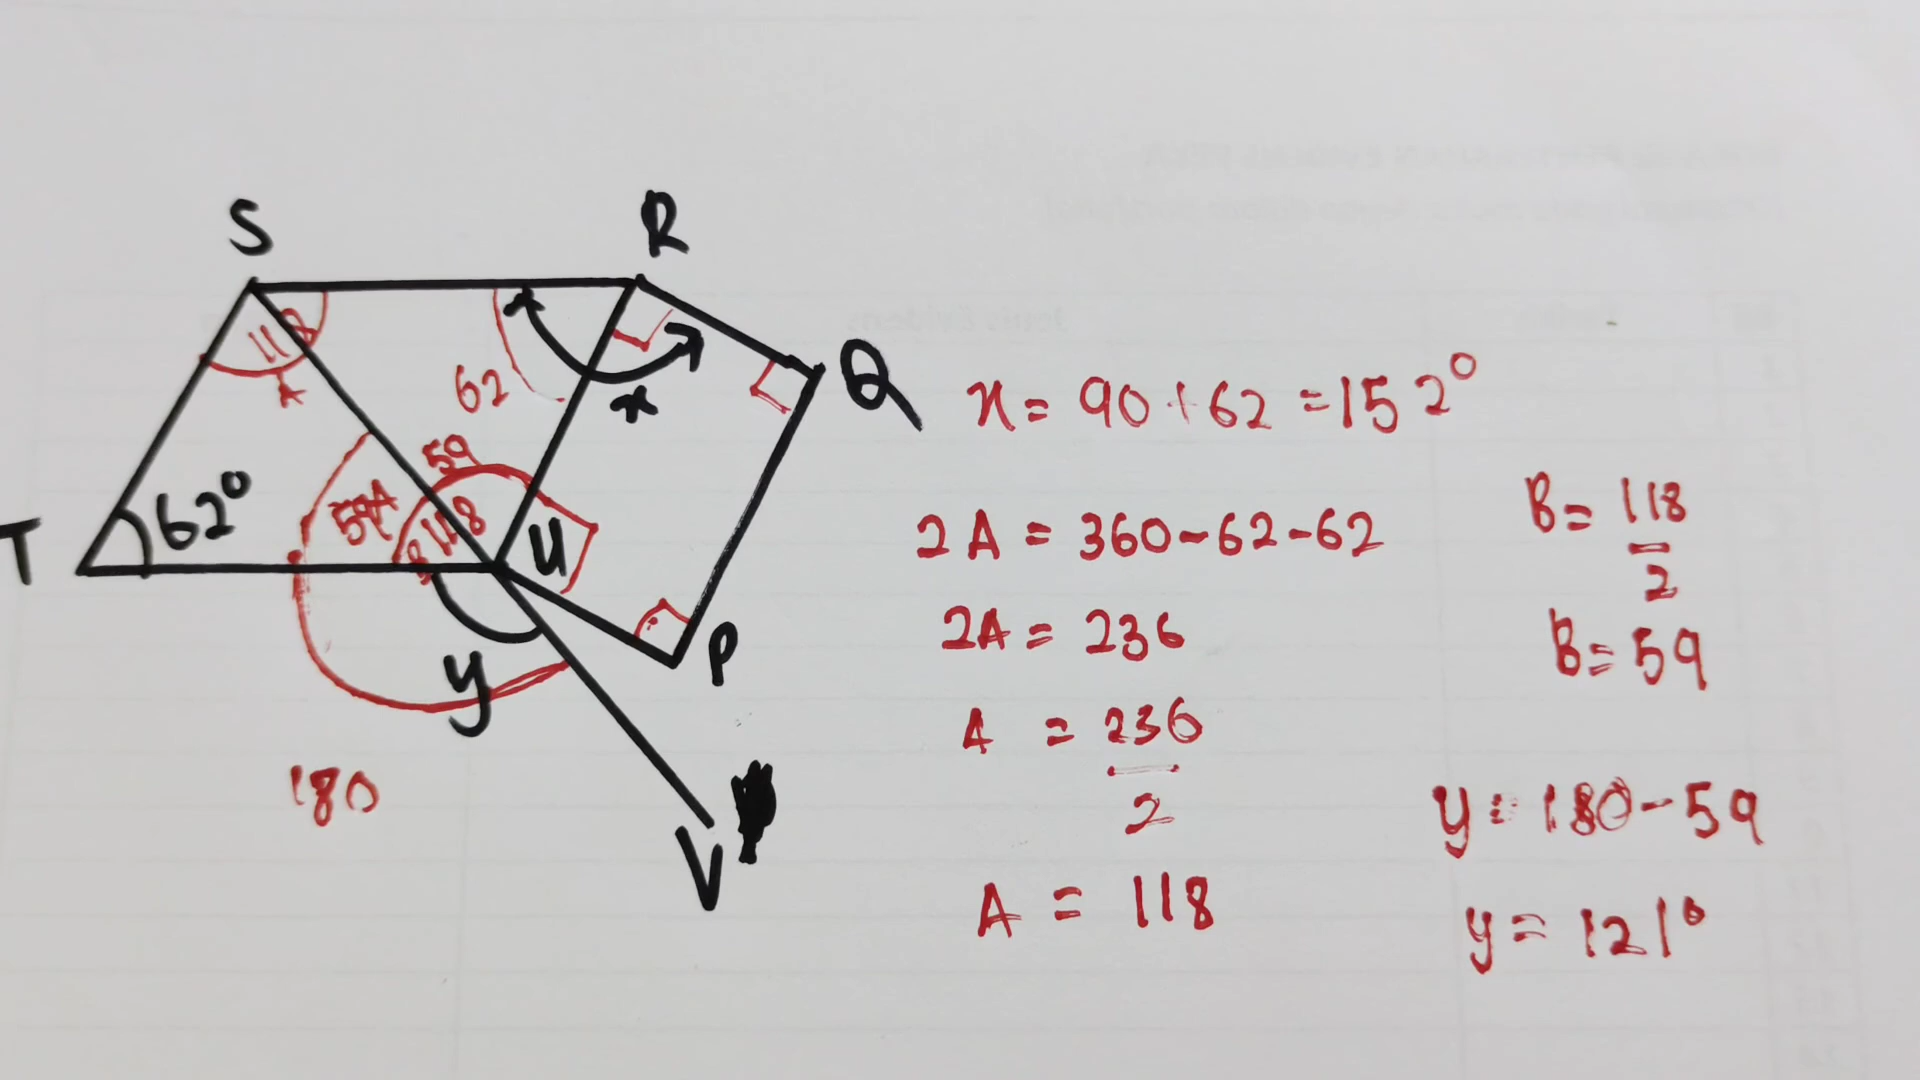 S
R
118
A
62
x
Q
59
59
A
118
B
U
T
62°
P
y
180
V
x = 90 + 62 = 152°
2A = 360 - 62 - 62
2A = 236
A = 236
2
A = 118
B = 118
2
B = 59
y = 180 - 59
y = 121°